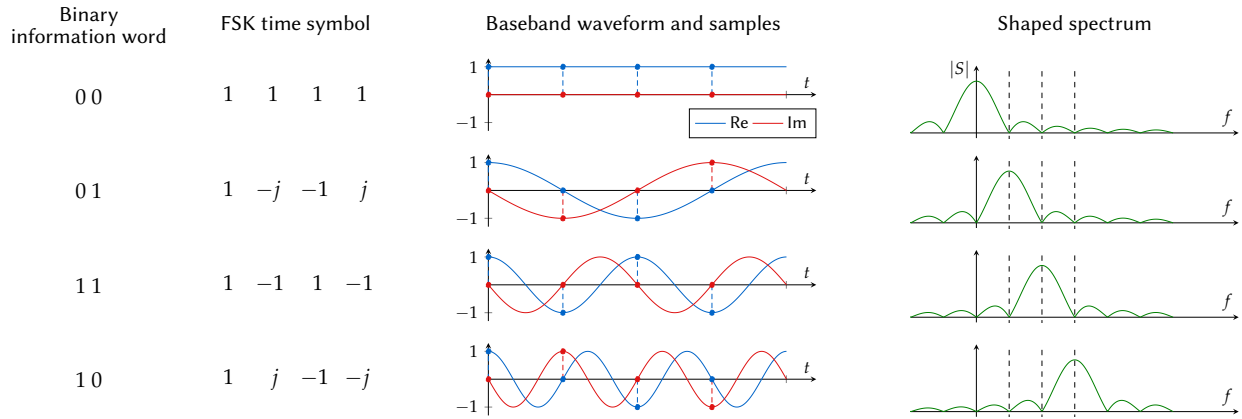 Binary
information word
FSK time symbol
Baseband waveform and samples
Shaped spectrum
0 0
1 1 1 1
1
−1
t
Re Im
|S|
f
0 1
1 −j −1 j
1
−1
t
f
1 1
1 −1 1 −1
1
−1
t
f
1 0
1 j −1 −j
1
−1
t
f